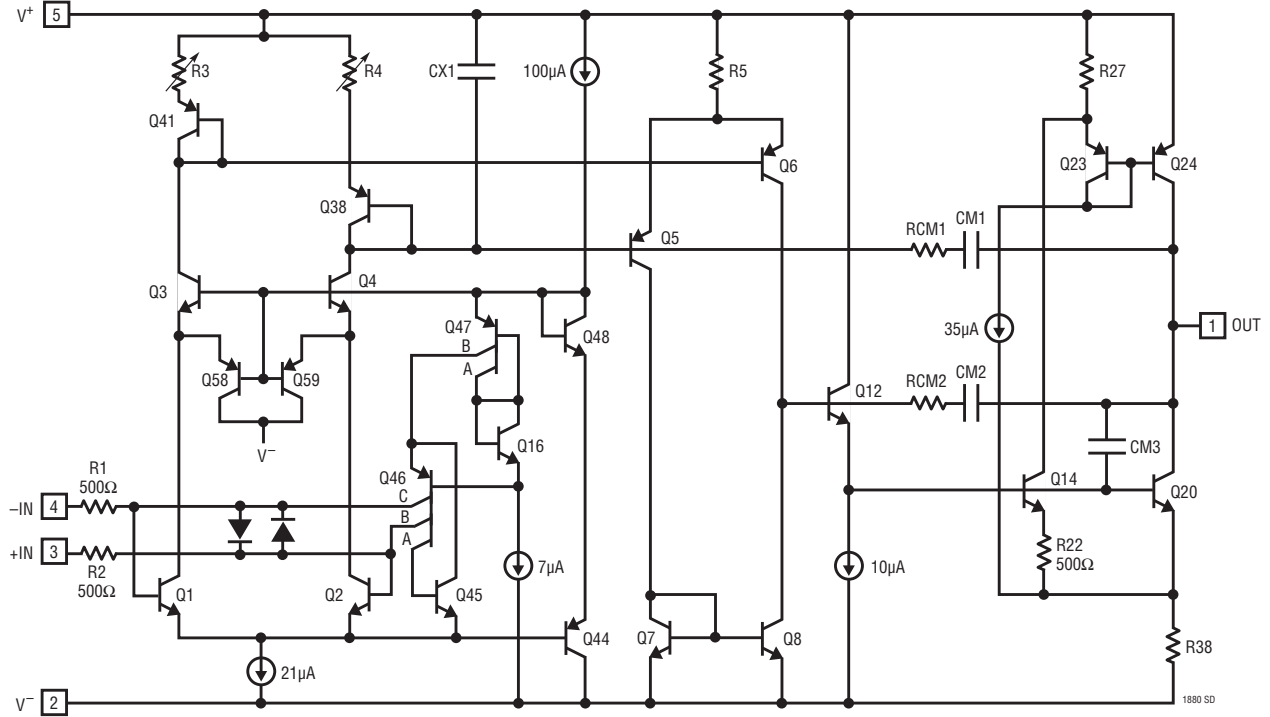 V+ 5
R3
R4
CX1
100µA
R5
R27
Q41
Q6
Q23
Q24
Q38
Q5
RCM1
CM1
Q3
Q4
Q47
B
A
Q48
35µA
1 OUT
Q58
Q59
V−
Q12
RCM2
CM2
CM3
Q16
R1
500Ω
Q46
C
B
A
Q14
Q20
–IN 4
+IN 3
R2
500Ω
7µA
10µA
R22
500Ω
Q1
Q2
Q45
Q44
Q7
Q8
R38
21µA
V− 2
1880 SD